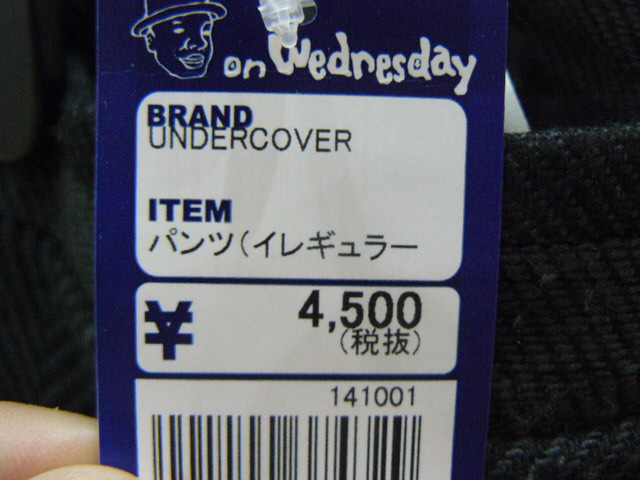 on Wednesday
BRAND
UNDERCOVER
ITEM
パンツ(イレギュラー
¥ 4,500
(税抜)
141001